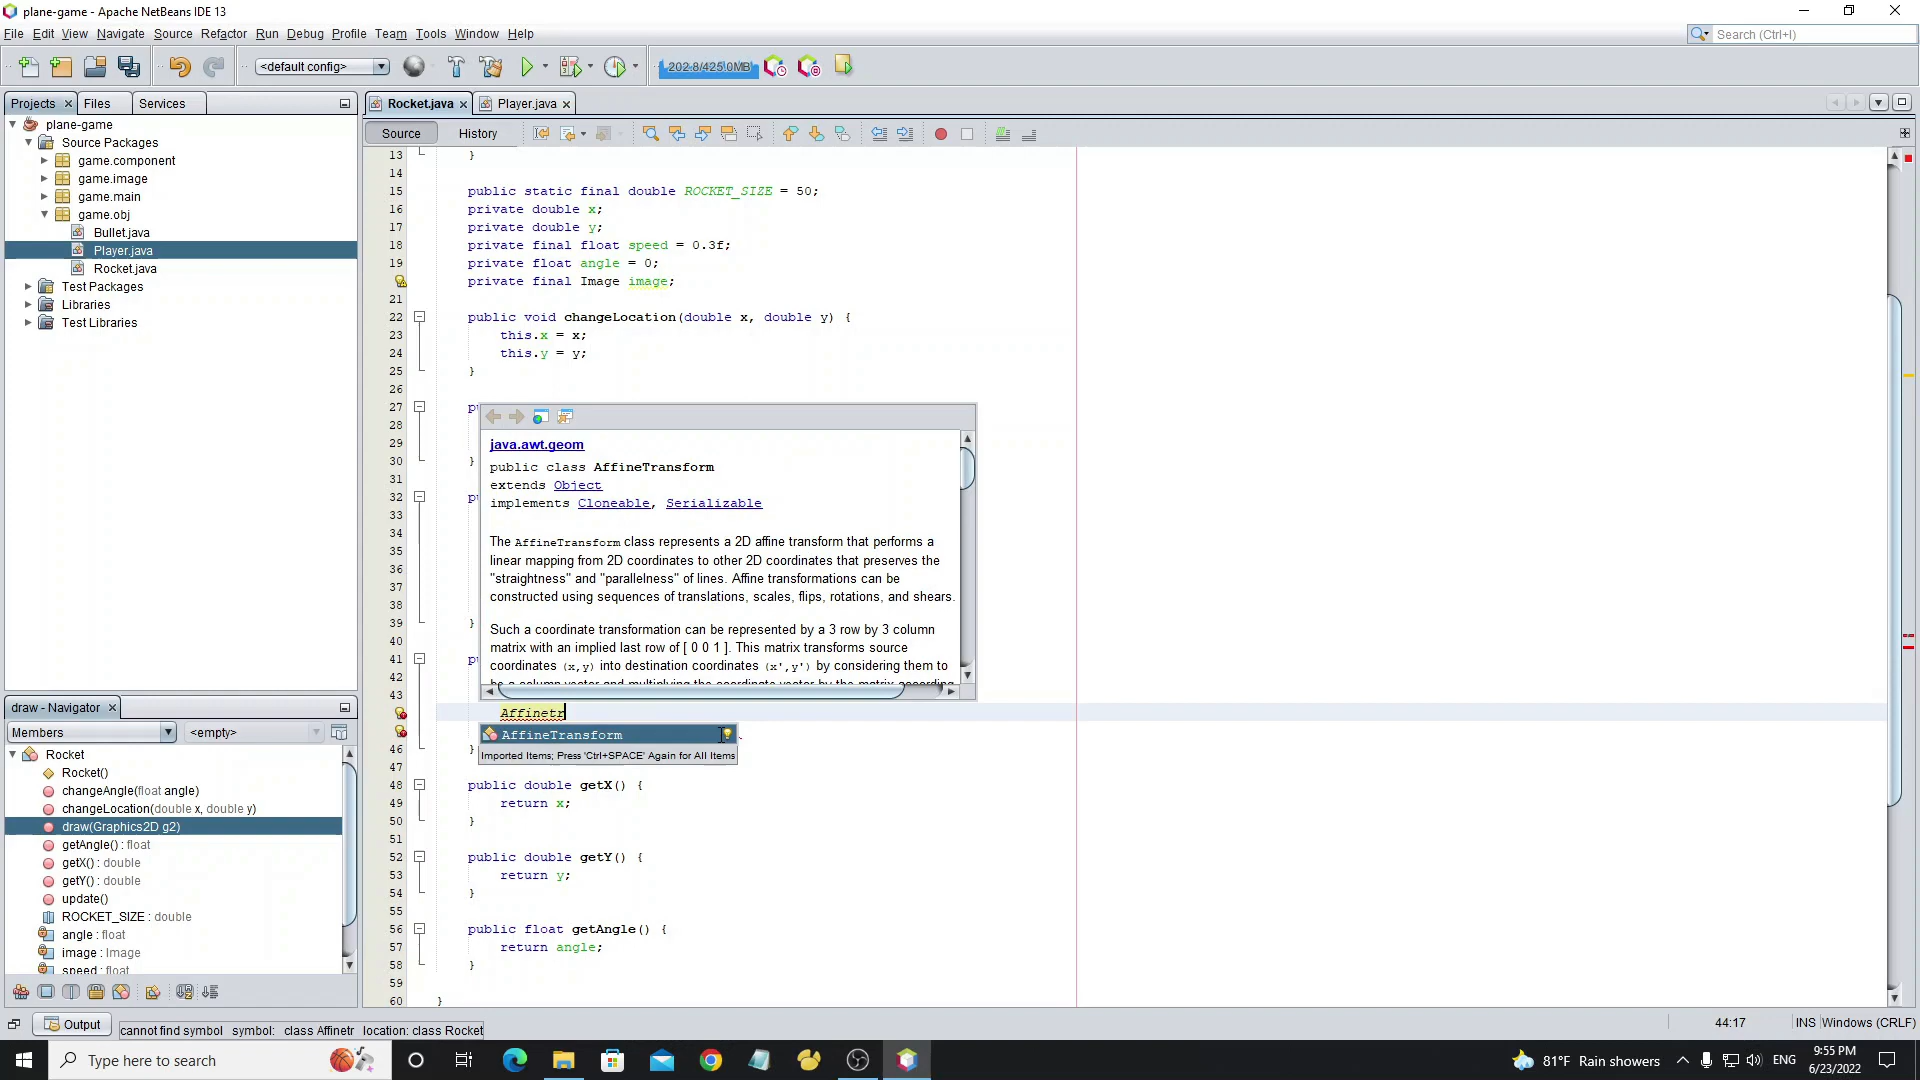 plane-game - Apache NetBeans IDE 13
File Edit View Navigate Source Refactor Run Debug Profile Team Tools Window Help
Search (Ctrl+I)
<default config>
202.8/425.0MB
Projects Files Services
Rocket.java Player.java
plane-game
Source Packages
game.component
game.image
game.main
game.obj
Bullet.java
Player.java
Rocket.java
Test Packages
Libraries
Test Libraries
Source History
13 }
14
15 public static final double ROCKET_SIZE = 50;
16 private double x;
17 private double y;
18 private final float speed = 0.3f;
19 private float angle = 0;
private final Image image;
21
22 public void changeLocation(double x, double y) {
23 this.x = x;
24 this.y = y;
25 }
26
27 pu
28
29
30 }
31
32 pu
33
34
35
36
37
38
39 }
40
41 pu
42
43
Affinetr
46 }
47
48 public double getX() {
49 return x;
50 }
51
52 public double getY() {
53 return y;
54 }
55
56 public float getAngle() {
57 return angle;
58 }
59
60 }
java.awt.geom
public class AffineTransform
extends Object
implements Cloneable, Serializable
The AffineTransform class represents a 2D affine transform that performs a
linear mapping from 2D coordinates to other 2D coordinates that preserves the
"straightness" and "parallelness" of lines. Affine transformations can be
constructed using sequences of translations, scales, flips, rotations, and shears.
Such a coordinate transformation can be represented by a 3 row by 3 column
matrix with an implied last row of [ 0 0 1 ]. This matrix transforms source
coordinates (x,y) into destination coordinates (x',y') by considering them to
be a column vector and multiplying the coordinate vector by the matrix according
AffineTransform
Imported Items; Press 'Ctrl+SPACE' Again for All Items
draw - Navigator
Members <empty>
Rocket
Rocket()
changeAngle(float angle)
changeLocation(double x, double y)
draw(Graphics2D g2)
getAngle() : float
getX() : double
getY() : double
update()
ROCKET_SIZE : double
angle : float
image : Image
speed : float
Output
cannot find symbol symbol: class Affinetr location: class Rocket
44:17 INS Windows (CRLF)
Type here to search
81°F Rain showers
ENG
9:55 PM
6/23/2022